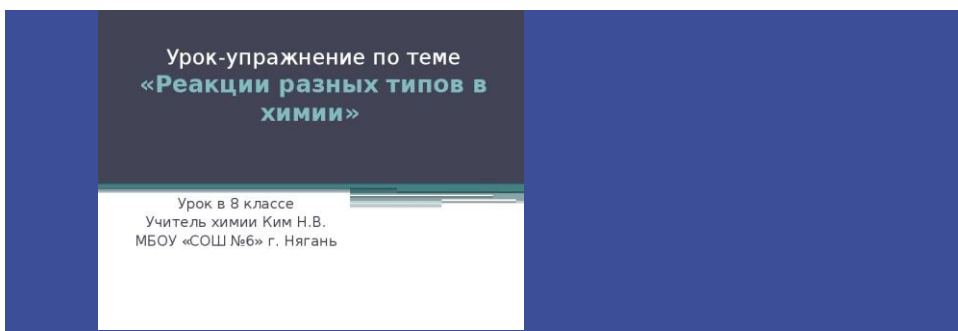 Урок-упражнение по теме
«Реакции разных типов в
химии»
Урок в 8 классе
Учитель химии Ким Н.В.
МБОУ «СОШ №6» г. Нягань